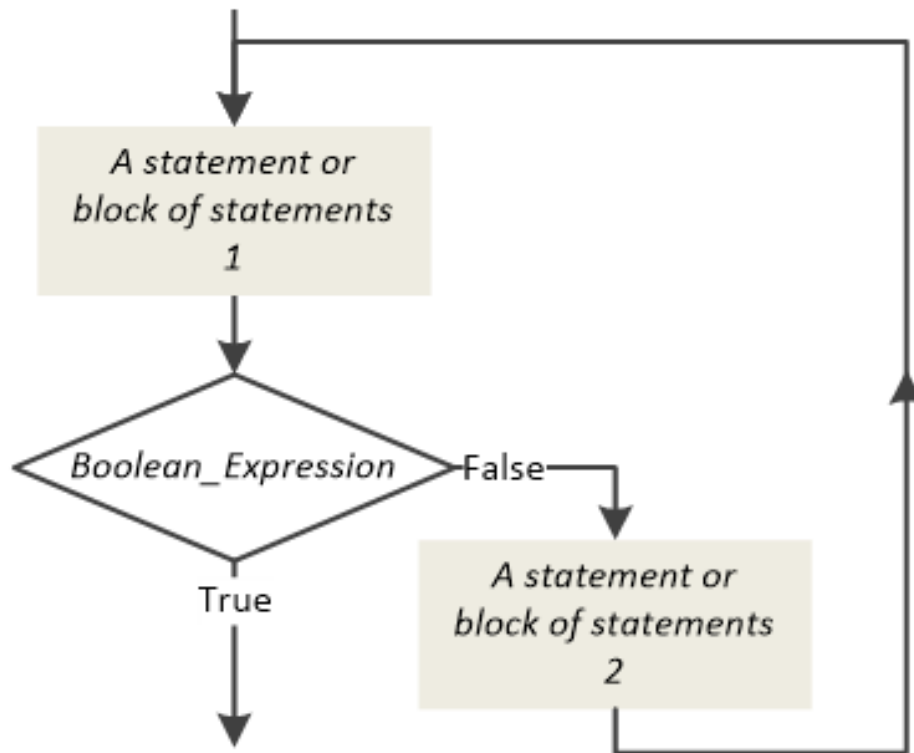 A statement or
block of statements
1
Boolean_Expression
False
True
A statement or
block of statements
2